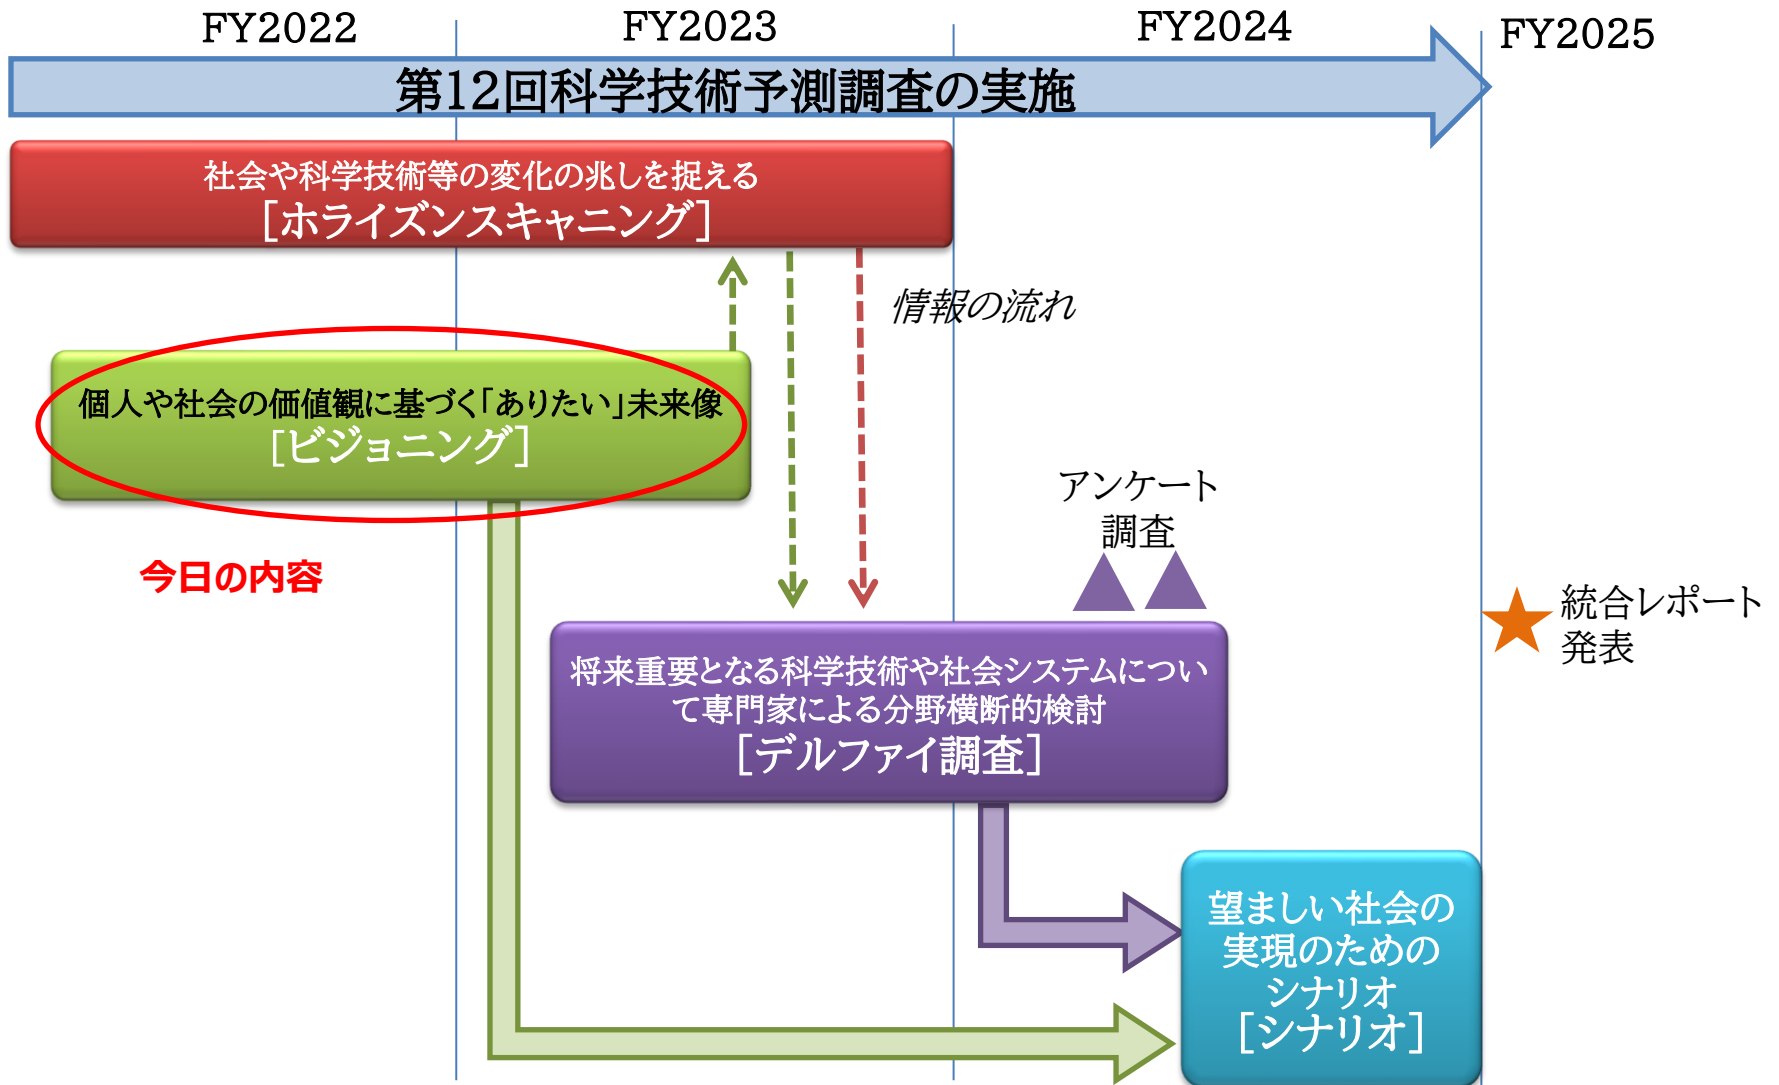 FY2022
FY2023
FY2024
FY2025
第12回科学技術予測調査の実施
社会や科学技術等の変化の兆しを捉える
［ホライズンスキャニング］
情報の流れ
個人や社会の価値観に基づく「ありたい」未来像
［ビジョニング］
今日の内容
アンケート
調査
統合レポート
発表
将来重要となる科学技術や社会システムについ
て専門家による分野横断的検討
［デルファイ調査］
望ましい社会の
実現のための
シナリオ
［シナリオ］